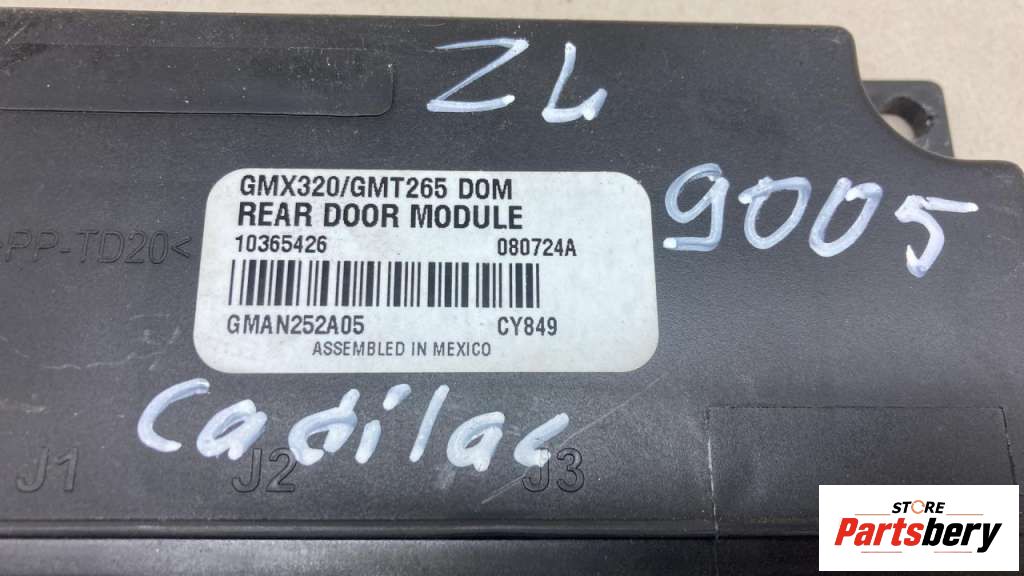 ZL
9005
GMX320/GMT265 DOM
REAR DOOR MODULE
10365426 080724A
>PP-TD20<
GMAN252A05 CY849
ASSEMBLED IN MEXICO
Cadilac
J1 J2 J3
STORE
Partsbery